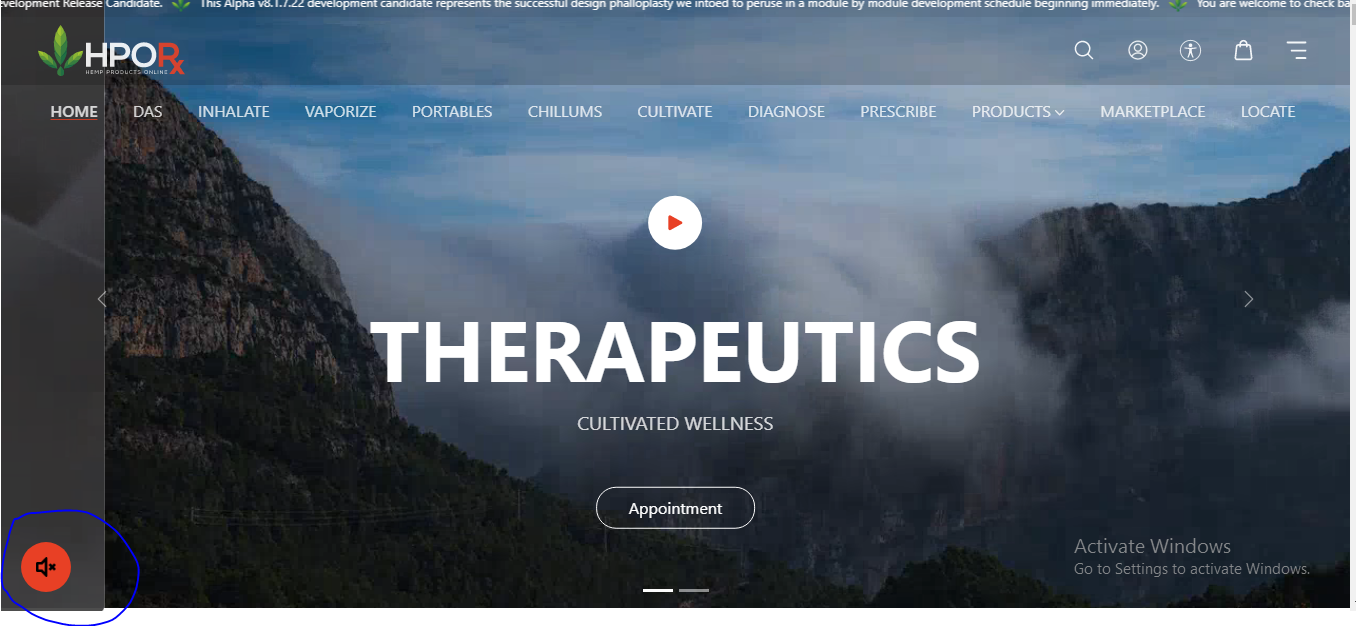 evelopment Release Candidate. This Alpha v8.1.7.22 development candidate represents the successful design phalloplasty we intoed to peruse in a module by module development schedule beginning immediately. You are welcome to check ba
HPORx
HEMP PRODUCTS ONLINE
HOME DAS INHALATE VAPORIZE PORTABLES CHILLUMS CULTIVATE DIAGNOSE PRESCRIBE PRODUCTS MARKETPLACE LOCATE
THERAPEUTICS
CULTIVATED WELLNESS
Appointment
Activate Windows
Go to Settings to activate Windows.